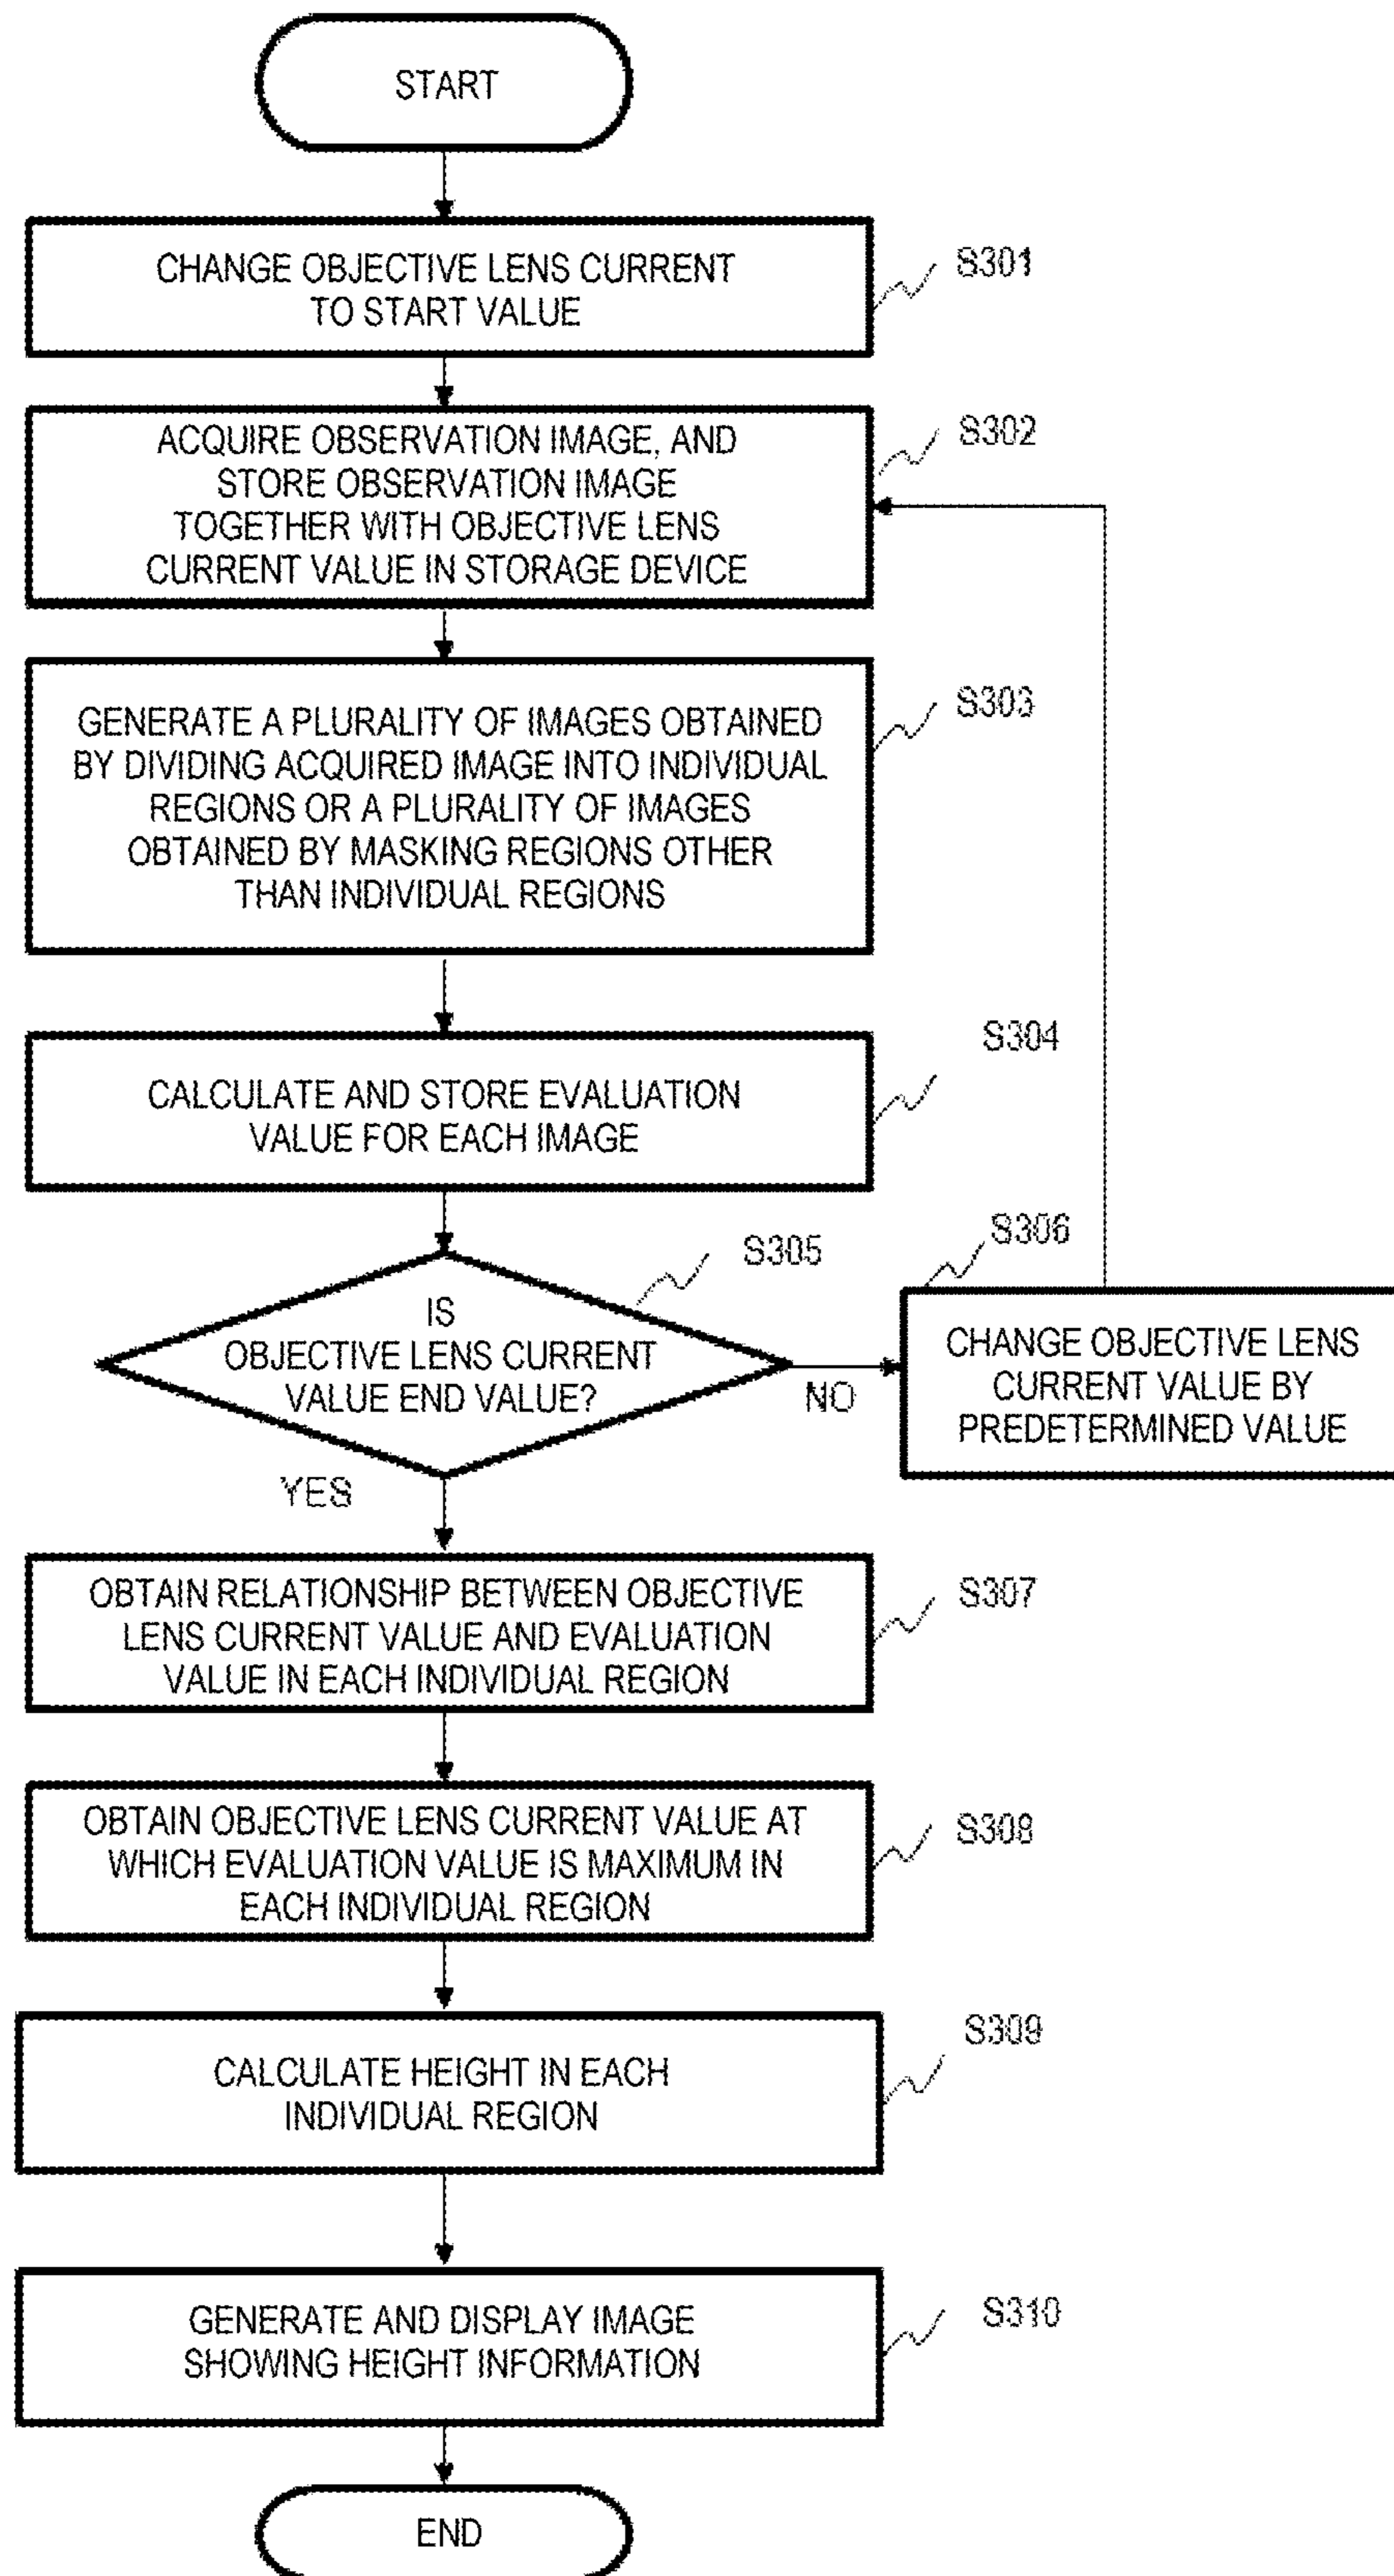 START
CHANGE OBJECTIVE LENS CURRENT
TO START VALUE
S301
ACQUIRE OBSERVATION IMAGE, AND
STORE OBSERVATION IMAGE
TOGETHER WITH OBJECTIVE LENS
CURRENT VALUE IN STORAGE DEVICE
S302
GENERATE A PLURALITY OF IMAGES OBTAINED
BY DIVIDING ACQUIRED IMAGE INTO INDIVIDUAL
REGIONS OR A PLURALITY OF IMAGES
OBTAINED BY MASKING REGIONS OTHER
THAN INDIVIDUAL REGIONS
S303
CALCULATE AND STORE EVALUATION
VALUE FOR EACH IMAGE
S304
IS
OBJECTIVE LENS CURRENT
VALUE END VALUE?
S305
NO
YES
CHANGE OBJECTIVE LENS
CURRENT VALUE BY
PREDETERMINED VALUE
S306
OBTAIN RELATIONSHIP BETWEEN OBJECTIVE
LENS CURRENT VALUE AND EVALUATION
VALUE IN EACH INDIVIDUAL REGION
S307
OBTAIN OBJECTIVE LENS CURRENT VALUE AT
WHICH EVALUATION VALUE IS MAXIMUM IN
EACH INDIVIDUAL REGION
S308
CALCULATE HEIGHT IN EACH
INDIVIDUAL REGION
S309
GENERATE AND DISPLAY IMAGE
SHOWING HEIGHT INFORMATION
S310
END